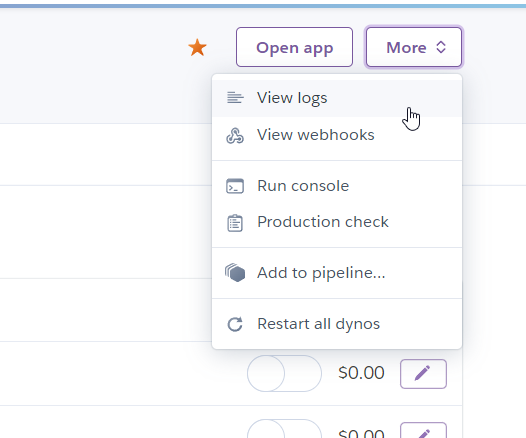 Open app
More
View logs
View webhooks
Run console
Production check
Add to pipeline...
Restart all dynos
$0.00
$0.00